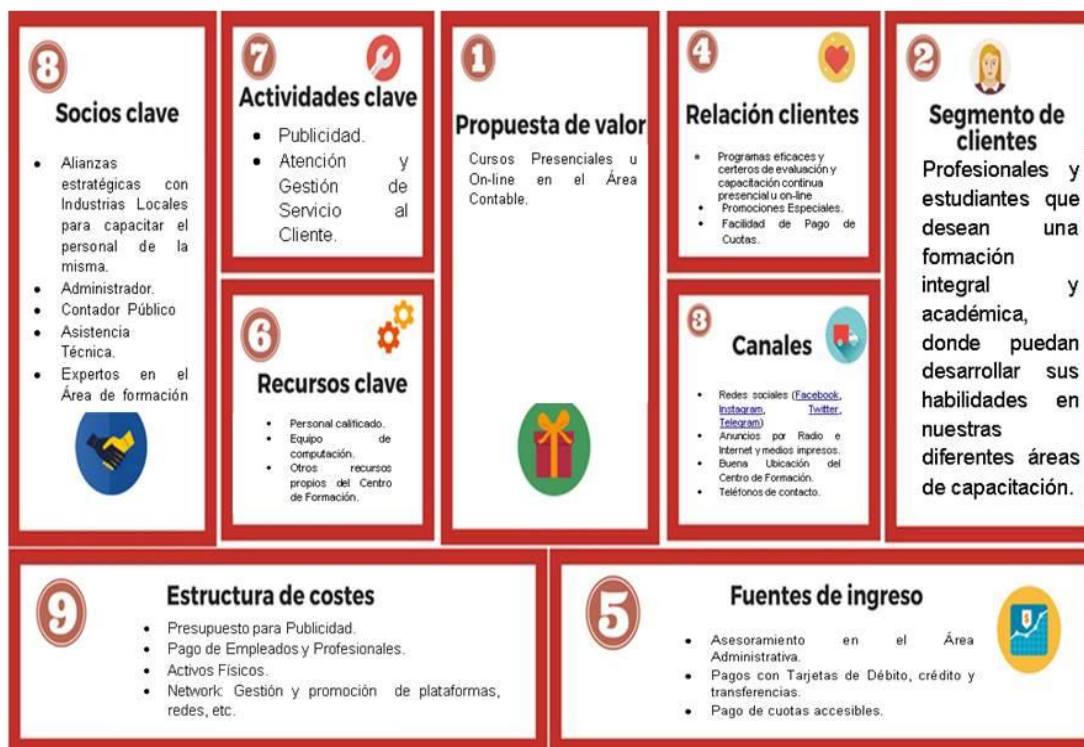 8
Socios clave
• Alianzas
estratégicas con
Industrias Locales
para capacitar el
personal de la
misma.
• Administrador.
• Contador Público
• Asistencia
Técnica.
• Expertos en el
Área de formación
7
Actividades clave
• Publicidad.
• Atención y
Gestión de
Servicio al
Cliente.
6
Recursos clave
• Personal calificado.
• Equipo de
computación.
• Otros recursos
propios del Centro
de Formación.
1
Propuesta de valor
Cursos Presenciales u
On-line en el Área
Contable.
4
Relación clientes
• Programas eficaces y
certeros de evaluación y
capacitación continua
presencial u on-line
• Promociones Especiales.
• Facilidad de Pago de
Cuotas.
3
Canales
• Redes sociales (Facebook,
Instagram, Twitter,
Telegram)
• Anuncios por Radio e
Internet y medios impresos.
• Buena Ubicación del
Centro de Formación.
• Teléfonos de contacto.
2
Segmento de
clientes
Profesionales y
estudiantes que
desean una
formación
integral y
académica,
donde puedan
desarrollar sus
habilidades en
nuestras
diferentes áreas
de capacitación.
9
Estructura de costes
• Presupuesto para Publicidad.
• Pago de Empleados y Profesionales.
• Activos Físicos.
• Network: Gestión y promoción de plataformas,
redes, etc.
5
Fuentes de ingreso
• Asesoramiento en el Área
Administrativa.
• Pagos con Tarjetas de Débito, crédito y
transferencias.
• Pago de cuotas accesibles.